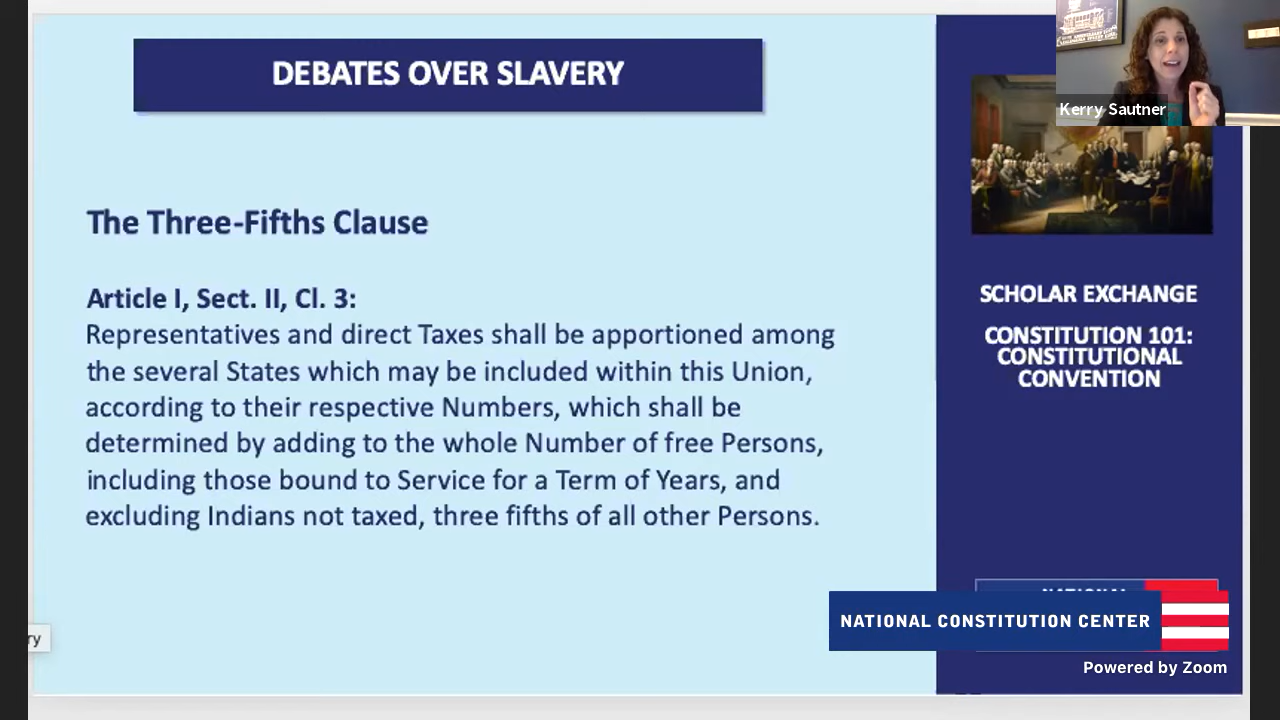 DEBATES OVER SLAVERY
Kerry Sautner
The Three-Fifths Clause
Article I, Sect. II, Cl. 3:
Representatives and direct Taxes shall be apportioned among
the several States which may be included within this Union,
according to their respective Numbers, which shall be
determined by adding to the whole Number of free Persons,
including those bound to Service for a Term of Years, and
excluding Indians not taxed, three fifths of all other Persons.
SCHOLAR EXCHANGE
CONSTITUTION 101:
CONSTITUTIONAL
CONVENTION
NATIONAL CONSTITUTION CENTER
Powered by Zoom
ry